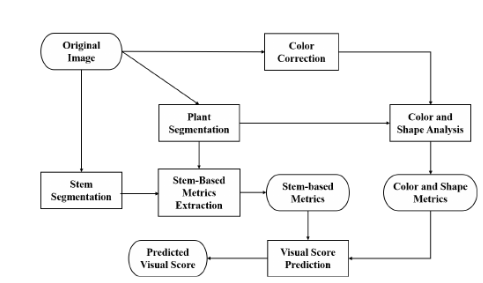 Original
Image
Color
Correction
Plant
Segmentation
Color and
Shape Analysis
Stem
Segmentation
Stem-Based
Metrics
Extraction
Stem-based
Metrics
Color and Shape
Metrics
Predicted
Visual Score
Visual Score
Prediction